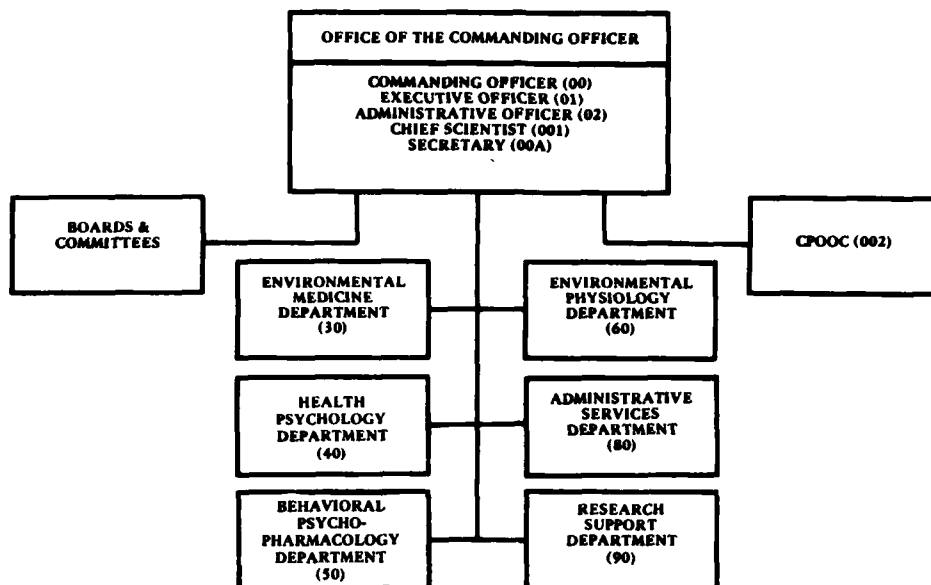 OFFICE OF THE COMMANDING OFFICER
COMMANDING OFFICER (00)
EXECUTIVE OFFICER (01)
ADMINISTRATIVE OFFICER (02)
CHIEF SCIENTIST (001)
SECRETARY (00A)
BOARDS &
COMMITTEES
CPOOC (002)
ENVIRONMENTAL
MEDICINE
DEPARTMENT
(30)
ENVIRONMENTAL
PHYSIOLOGY
DEPARTMENT
(60)
HEALTH
PSYCHOLOGY
DEPARTMENT
(40)
ADMINISTRATIVE
SERVICES
DEPARTMENT
(80)
BEHAVIORAL
PSYCHO-
PHARMACOLOGY
DEPARTMENT
(50)
RESEARCH
SUPPORT
DEPARTMENT
(90)